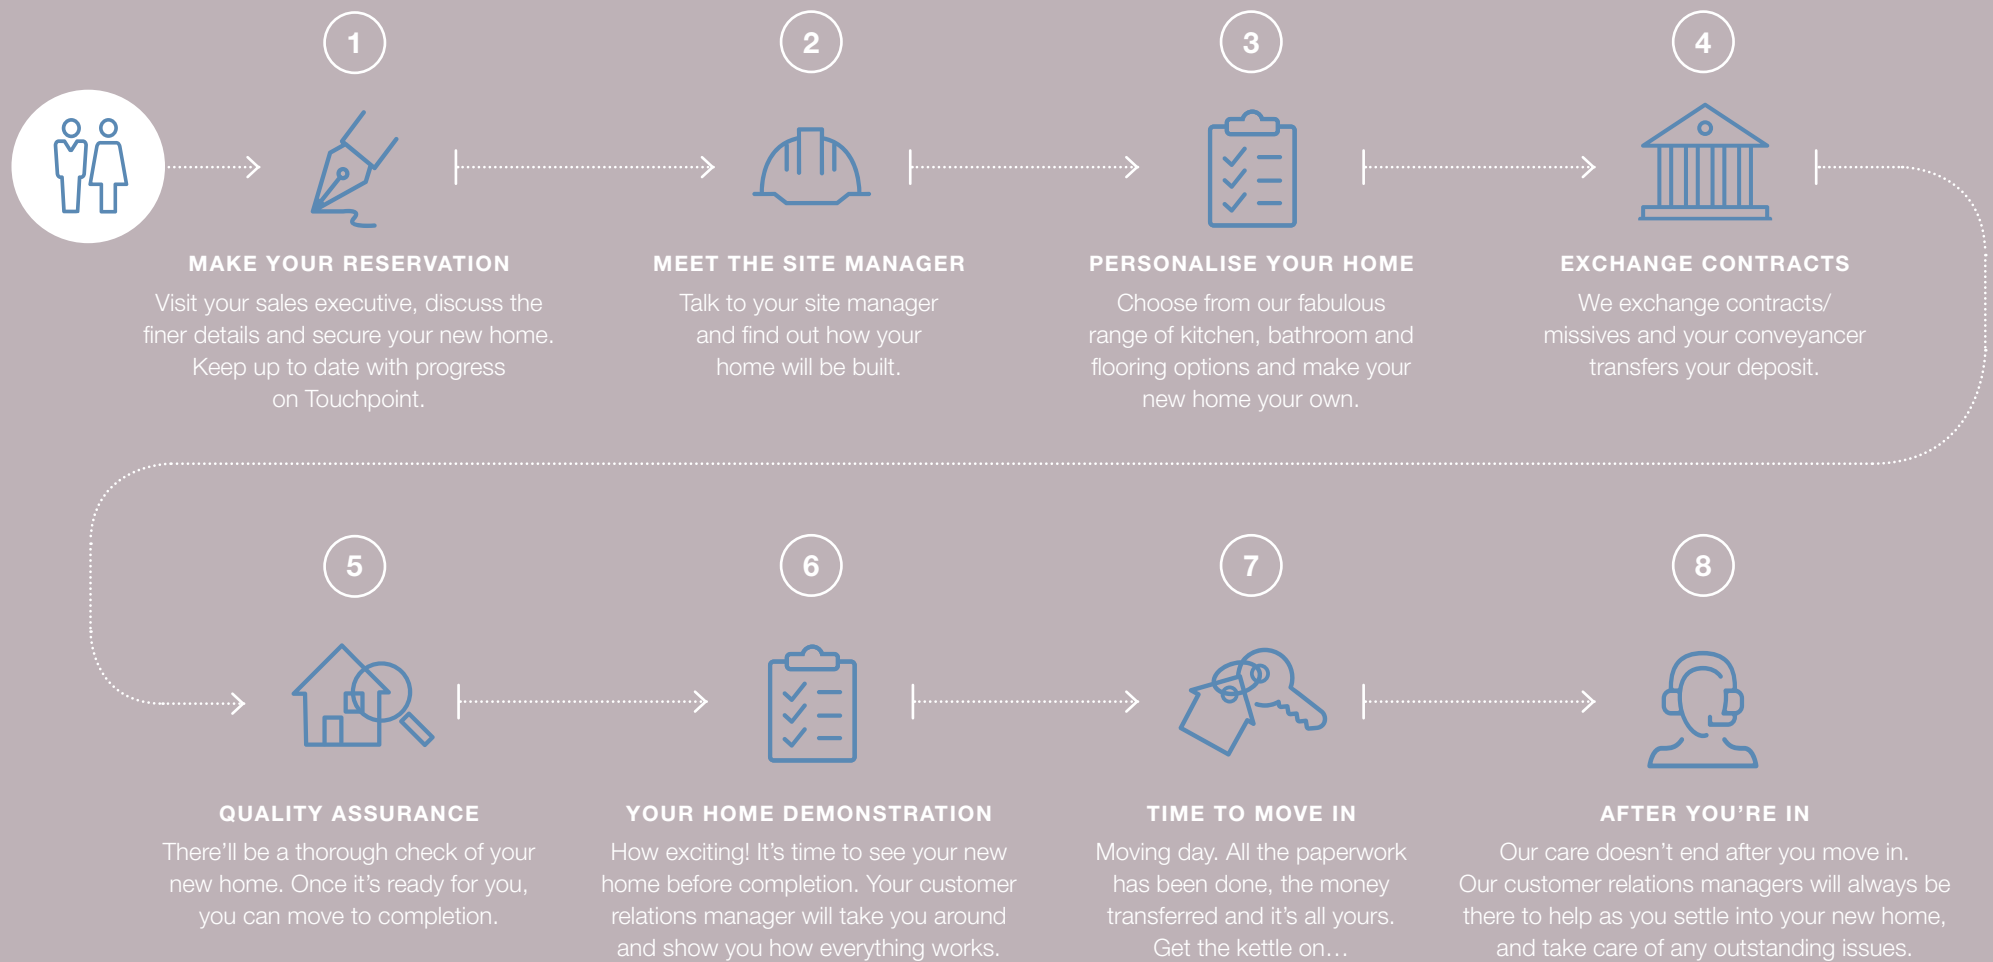 1
MAKE YOUR RESERVATION
Visit your sales executive, discuss the
finer details and secure your new home.
Keep up to date with progress
on Touchpoint.
2
MEET THE SITE MANAGER
Talk to your site manager
and find out how your
home will be built.
3
PERSONALISE YOUR HOME
Choose from our fabulous
range of kitchen, bathroom and
flooring options and make your
new home your own.
4
EXCHANGE CONTRACTS
We exchange contracts/
missives and your conveyancer
transfers your deposit.
5
QUALITY ASSURANCE
There’ll be a thorough check of your
new home. Once it’s ready for you,
you can move to completion.
6
YOUR HOME DEMONSTRATION
How exciting! It’s time to see your new
home before completion. Your customer
relations manager will take you around
and show you how everything works.
7
TIME TO MOVE IN
Moving day. All the paperwork
has been done, the money
transferred and it’s all yours.
Get the kettle on…
8
AFTER YOU’RE IN
Our care doesn’t end after you move in.
Our customer relations managers will always be
there to help as you settle into your new home,
and take care of any outstanding issues.